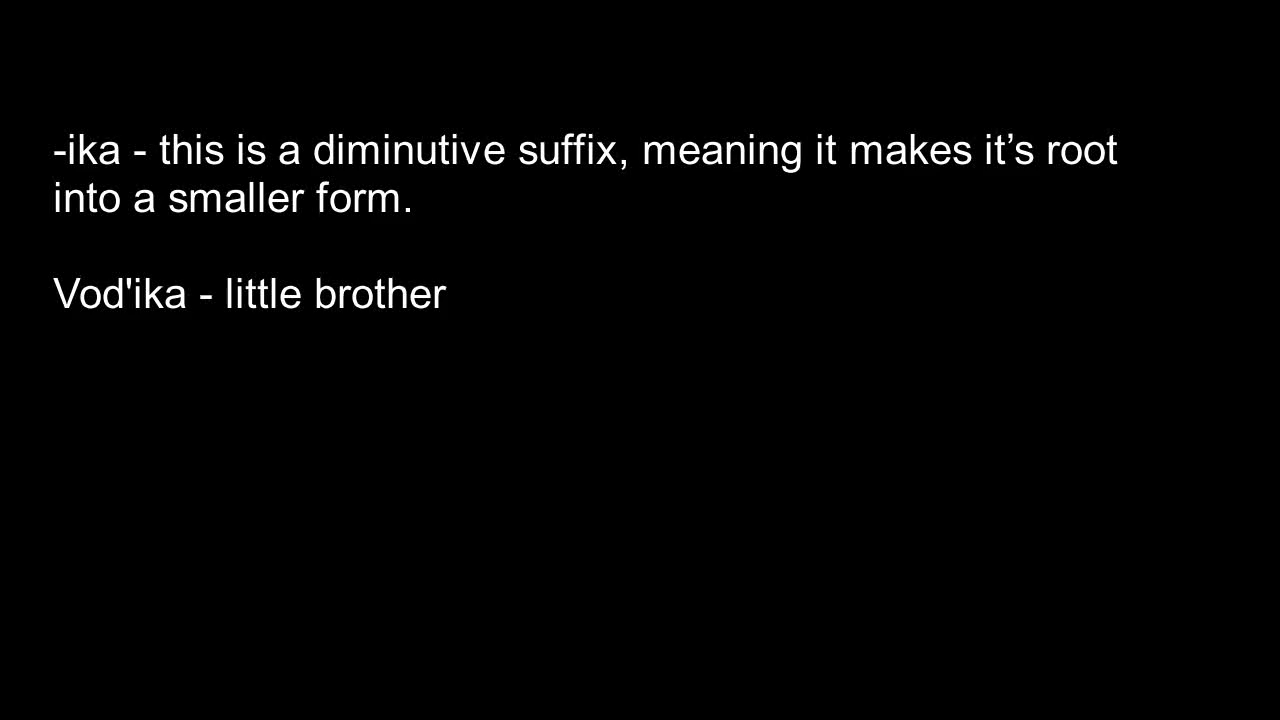 -ika - this is a diminutive suffix, meaning it makes it’s root
into a smaller form.
Vod'ika - little brother